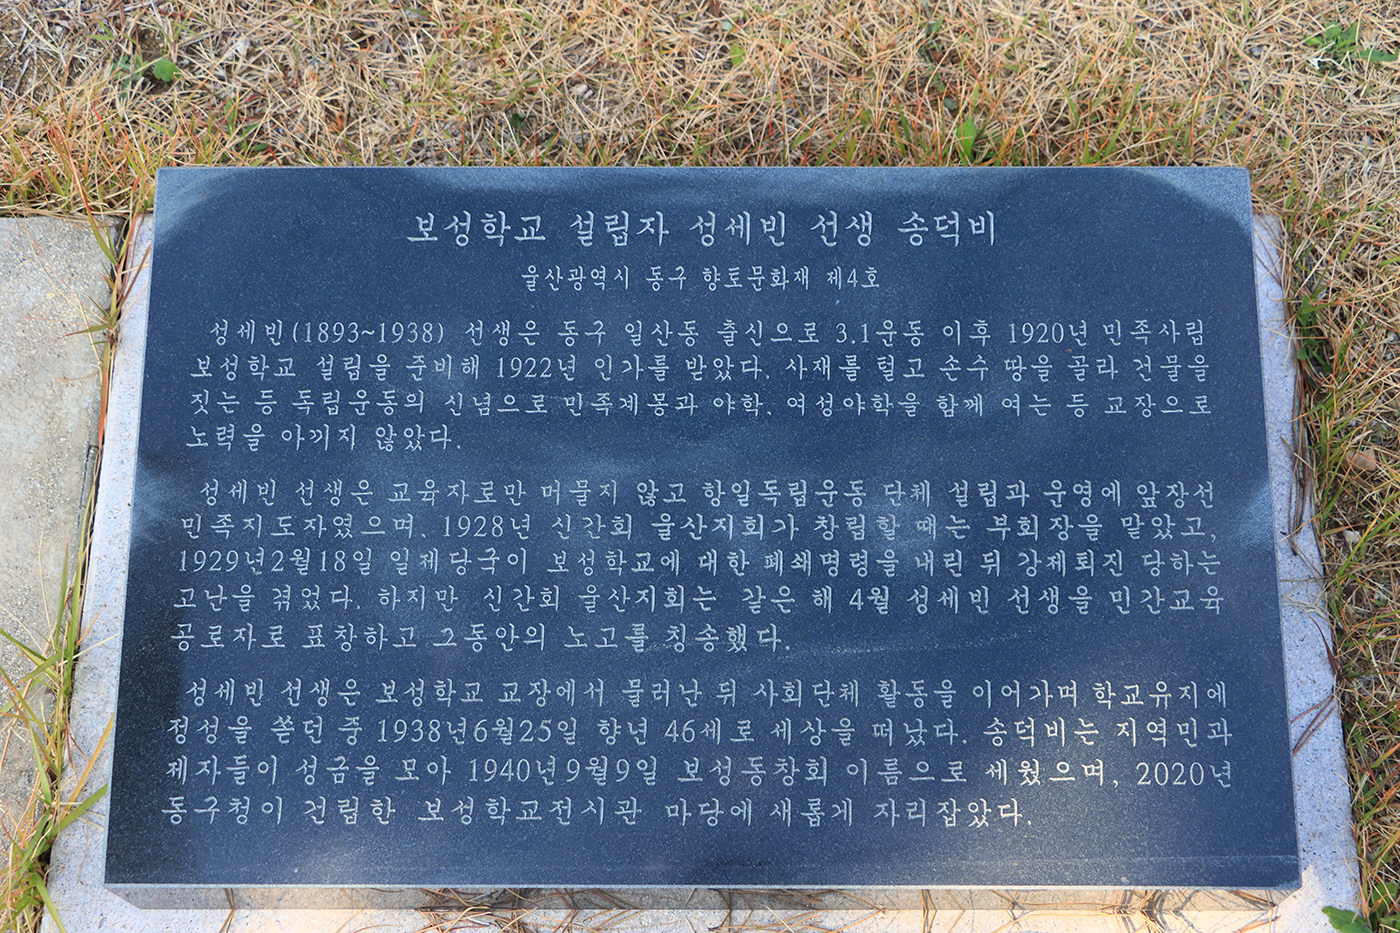 보성학교 설립자 성세빈 선생 송덕비
울산광역시 동구 향토문화재 제4호
성세빈(1893~1938) 선생은 동구 일산동 출신으로 3.1운동 이후 1920년 민족사립
보성학교 설립을 준비해 1922년 인가를 받았다. 사재를 털고 손수 땅을 골라 건물을
짓는 등 독립운동의 신념으로 민족계몽과 야학, 여성야학을 함께 여는 등 교장으로
노력을 아끼지 않았다.
성세빈 선생은 교육자로만 머물지 않고 항일독립운동 단체 설립과 운영에 앞장선
민족지도자였으며, 1928년 신간회 울산지회가 창립할 때는 부회장을 맡았고,
1929년2월18일 일제당국이 보성학교에 대한 폐쇄명령을 내린 뒤 강제퇴진 당하는
고난을 겪었다. 하지만 신간회 울산지회는 같은 해 4월 성세빈 선생을 민간교육
공로자로 표창하고 그동안의 노고를 칭송했다.
성세빈 선생은 보성학교 교장에서 물러난 뒤 사회단체 활동을 이어가며 학교유지에
정성을 쏟던 중 1938년6월25일 향년 46세로 세상을 떠났다. 송덕비는 지역민과
제자들이 성금을 모아 1940년9월9일 보성동창회 이름으로 세웠으며, 2020년
동구청이 건립한 보성학교전시관 마당에 새롭게 자리잡았다.